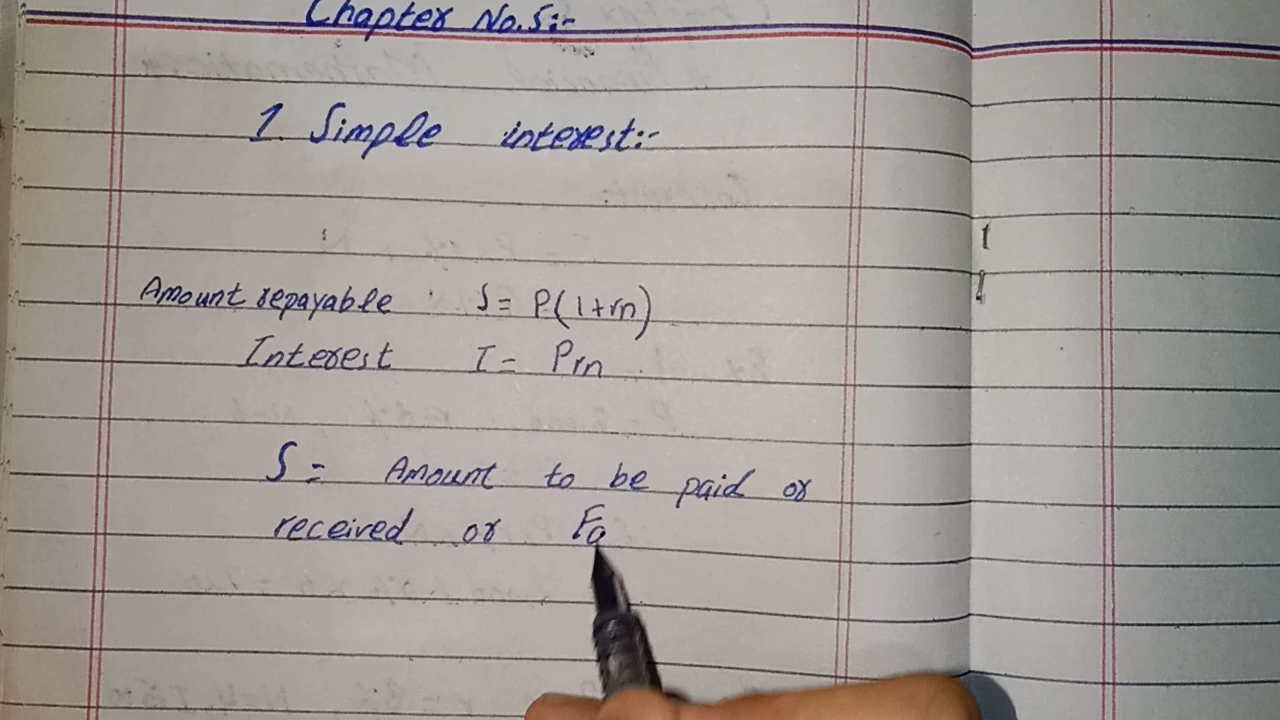 Chapter No.5:-
1. Simple interest:-
Amount repayable S= P(1+rn)
Interest I= Prn
S= Amount to be paid or
received or Fa